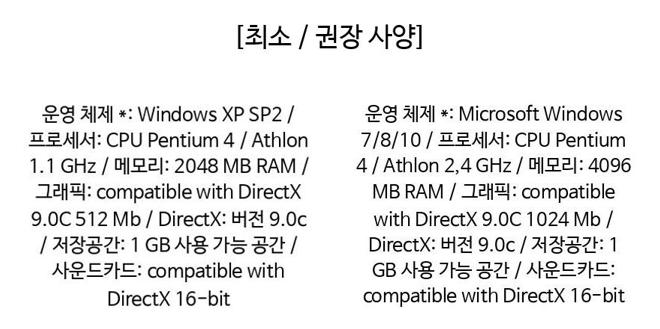 [최소 / 권장 사양]
운영 체제 *: Windows XP SP2 /
프로세서: CPU Pentium 4 / Athlon
1.1 GHz / 메모리: 2048 MB RAM /
그래픽: compatible with DirectX
9.0C 512 Mb / DirectX: 버전 9.0c
/ 저장공간: 1 GB 사용 가능 공간 /
사운드카드: compatible with
DirectX 16-bit
운영 체제 *: Microsoft Windows
7/8/10 / 프로세서: CPU Pentium
4 / Athlon 2,4 GHz / 메모리: 4096
MB RAM / 그래픽: compatible
with DirectX 9.0C 1024 Mb /
DirectX: 버전 9.0c / 저장공간: 1
GB 사용 가능 공간 / 사운드카드:
compatible with DirectX 16-bit